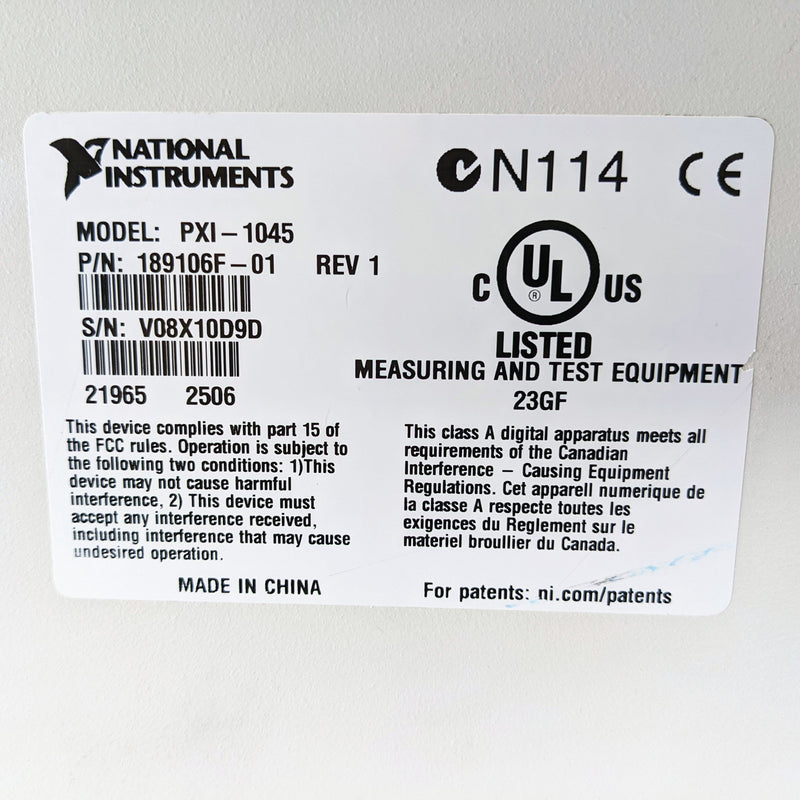 NATIONAL
INSTRUMENTS
N114 CE
MODEL: PXI-1045
P/N: 189106F-01 REV 1
S/N: V08X10D9D
21965 2506
C UL US
®
LISTED
MEASURING AND TEST EQUIPMENT
23GF
This device complies with part 15 of
the FCC rules. Operation is subject to
the following two conditions: 1)This
device may not cause harmful
interference, 2) This device must
accept any interference received,
including interference that may cause
undesired operation.
This class A digital apparatus meets all
requirements of the Canadian
Interference – Causing Equipment
Regulations. Cet appareil numerique de
la classe A respecte toutes les
exigences du Reglement sur le
materiel broullier du Canada.
MADE IN CHINA
For patents: ni.com/patents